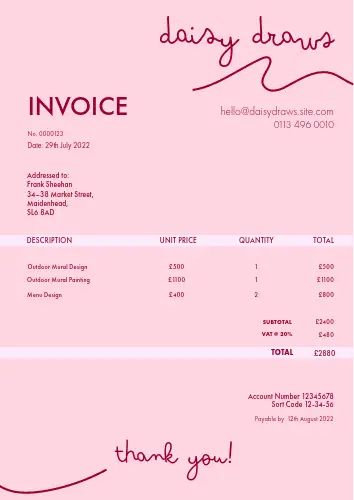 daisy draws
INVOICE
hello@daisydraws.site.com
0113 496 0010
No. 0000123
Date: 29th July 2022
Addressed to:
Frank Sheehan
34–38 Market Street,
Maidenhead,
SL6 8AD
DESCRIPTION UNIT PRICE QUANTITY TOTAL
Outdoor Mural Design £500 1 £500
Outdoor Mural Painting £1100 1 £1100
Menu Design £400 2 £800
SUBTOTAL £2400
VAT @ 20% £480
TOTAL £2880
Account Number 12345678
Sort Code 12-34-56
Payable by 12th August 2022
thank you!